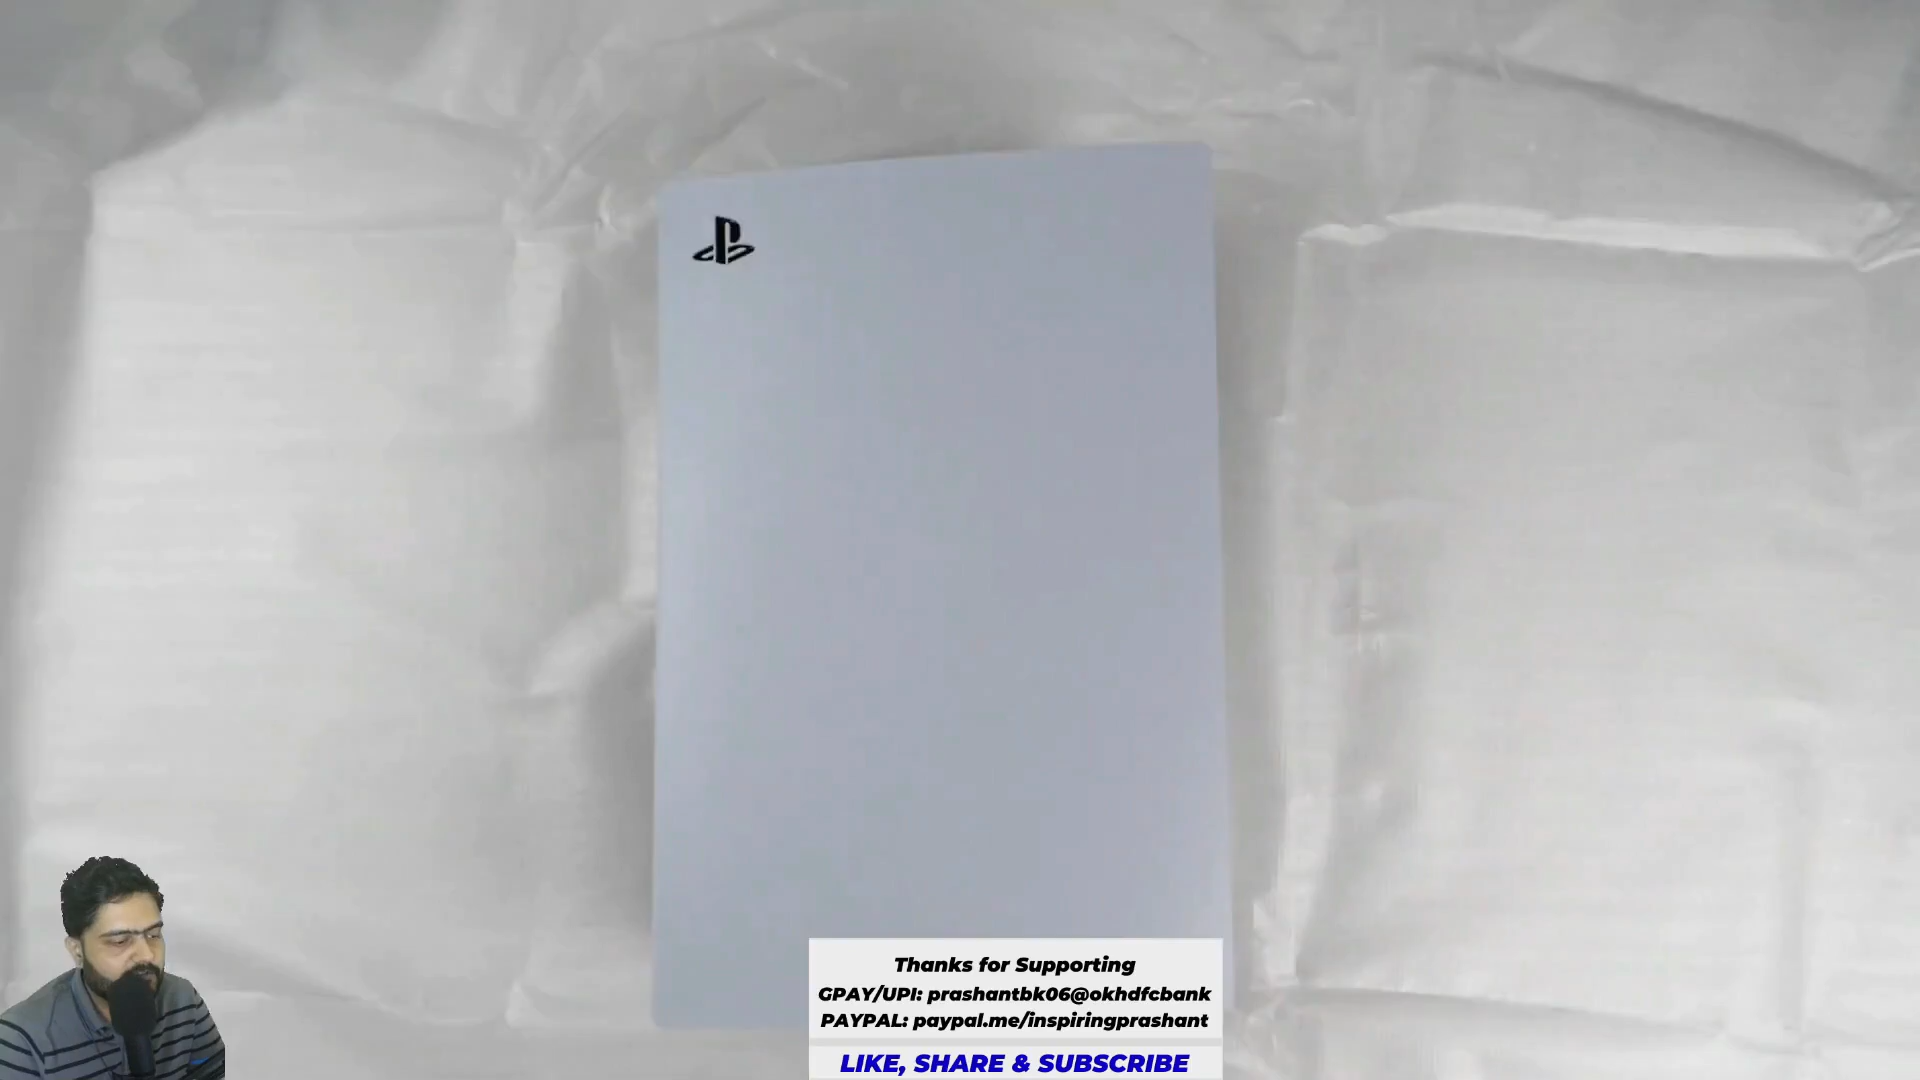 Thanks for Supporting
GPAY/UPI: prashantbk06@okhdfcbank
PAYPAL: paypal.me/inspiringprashant
LIKE, SHARE & SUBSCRIBE